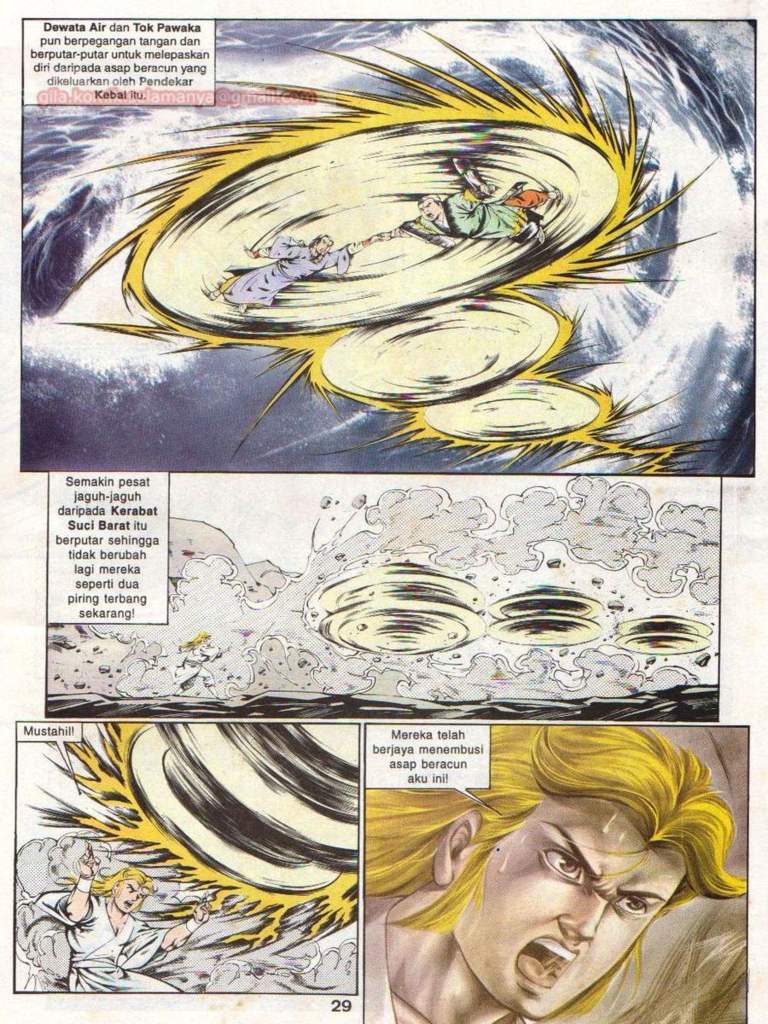 Dewata Air dan Tok Pawaka
pun berpegangan tangan dan
berputar-putar untuk melepaskan
diri daripada asap beracun yang
dikeluarkan oleh Pendekar
Kebal itu.
Semakin pesat
jaguh-jaguh
daripada Kerabat
Suci Barat itu
berputar sehingga
tidak berubah
lagi mereka
seperti dua
piring terbang
sekarang!
Mustahil!
Mereka telah
berjaya menembusi
asap beracun
aku ini!
29